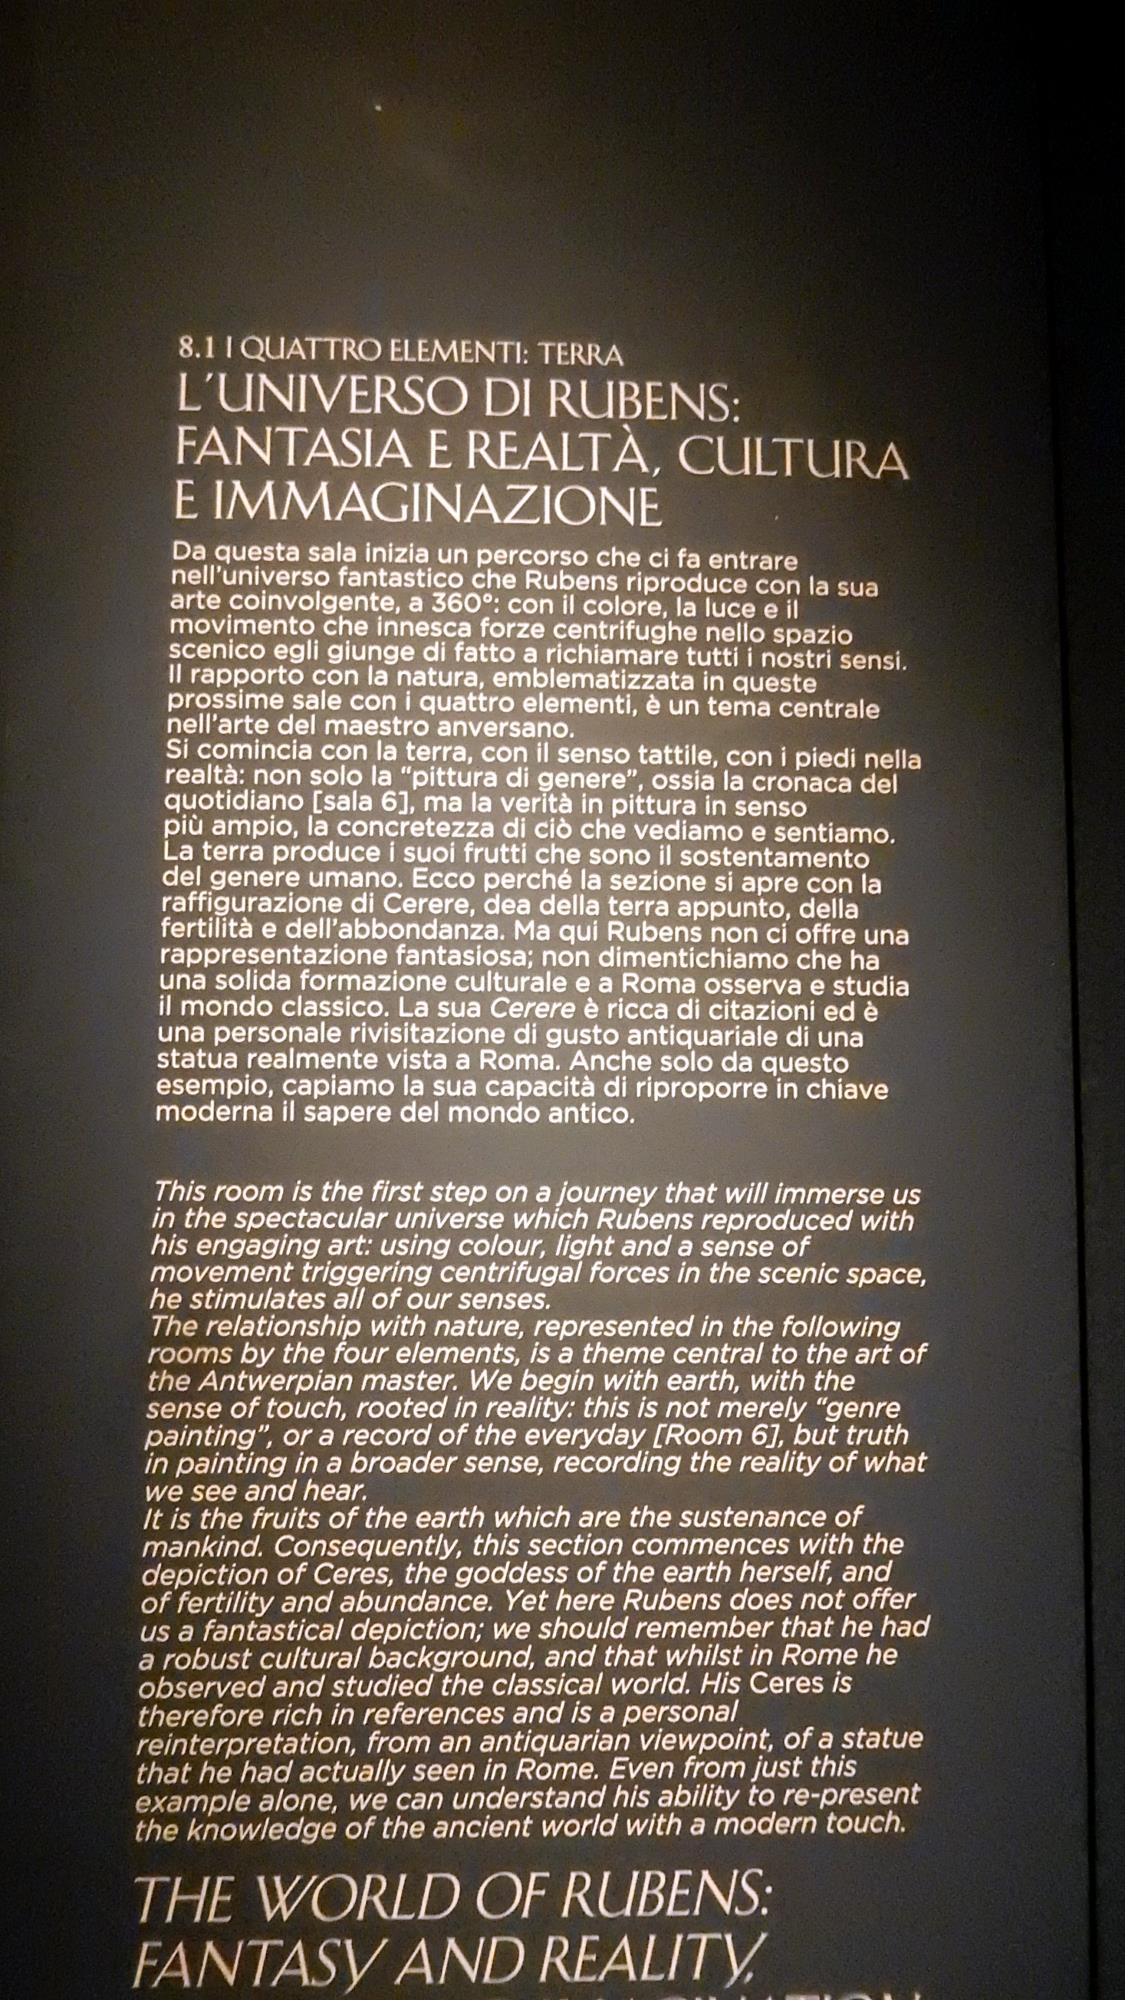 8.1 I QUATTRO ELEMENTI: TERRA
L'UNIVERSO DI RUBENS:
FANTASIA E REALTÀ, CULTURA
E IMMAGINAZIONE
Da questa sala inizia un percorso che ci fa entrare
nell'universo fantastico che Rubens riproduce con la sua
arte coinvolgente, a 360°: con il colore, la luce e il
movimento che innesca forze centrifughe nello spazio
scenico egli giunge di fatto a richiamare tutti i nostri sensi.
Il rapporto con la natura, emblematizzata in queste
prossime sale con i quattro elementi, è un tema centrale
nell'arte del maestro anversano.
Si comincia con la terra, con il senso tattile, con i piedi nella
realtà: non solo la “pittura di genere”, ossia la cronaca del
quotidiano [sala 6], ma la verità in pittura in senso
più ampio, la concretezza di ciò che vediamo e sentiamo.
La terra produce i suoi frutti che sono il sostentamento
del genere umano. Ecco perché la sezione si apre con la
raffigurazione di Cerere, dea della terra appunto, della
fertilità e dell'abbondanza. Ma qui Rubens non ci offre una
rappresentazione fantasiosa; non dimentichiamo che ha
una solida formazione culturale e a Roma osserva e studia
il mondo classico. La sua Cerere è ricca di citazioni ed è
una personale rivisitazione di gusto antiquariale di una
statua realmente vista a Roma. Anche solo da questo
esempio, capiamo la sua capacità di riproporre in chiave
moderna il sapere del mondo antico.
This room is the first step on a journey that will immerse us
in the spectacular universe which Rubens reproduced with
his engaging art: using colour, light and a sense of
movement triggering centrifugal forces in the scenic space,
he stimulates all of our senses.
The relationship with nature, represented in the following
rooms by the four elements, is a theme central to the art of
the Antwerpian master. We begin with earth, with the
sense of touch, rooted in reality: this is not merely “genre
painting”, or a record of the everyday [Room 6], but truth
in painting in a broader sense, recording the reality of what
we see and hear.
It is the fruits of the earth which are the sustenance of
mankind. Consequently, this section commences with the
depiction of Ceres, the goddess of the earth herself, and
of fertility and abundance. Yet here Rubens does not offer
us a fantastical depiction; we should remember that he had
a robust cultural background, and that whilst in Rome he
observed and studied the classical world. His Ceres is
therefore rich in references and is a personal
reinterpretation, from an antiquarian viewpoint, of a statue
that he had actually seen in Rome. Even from just this
example alone, we can understand his ability to re-present
the knowledge of the ancient world with a modern touch.
THE WORLD OF RUBENS:
FANTASY AND REALITY,